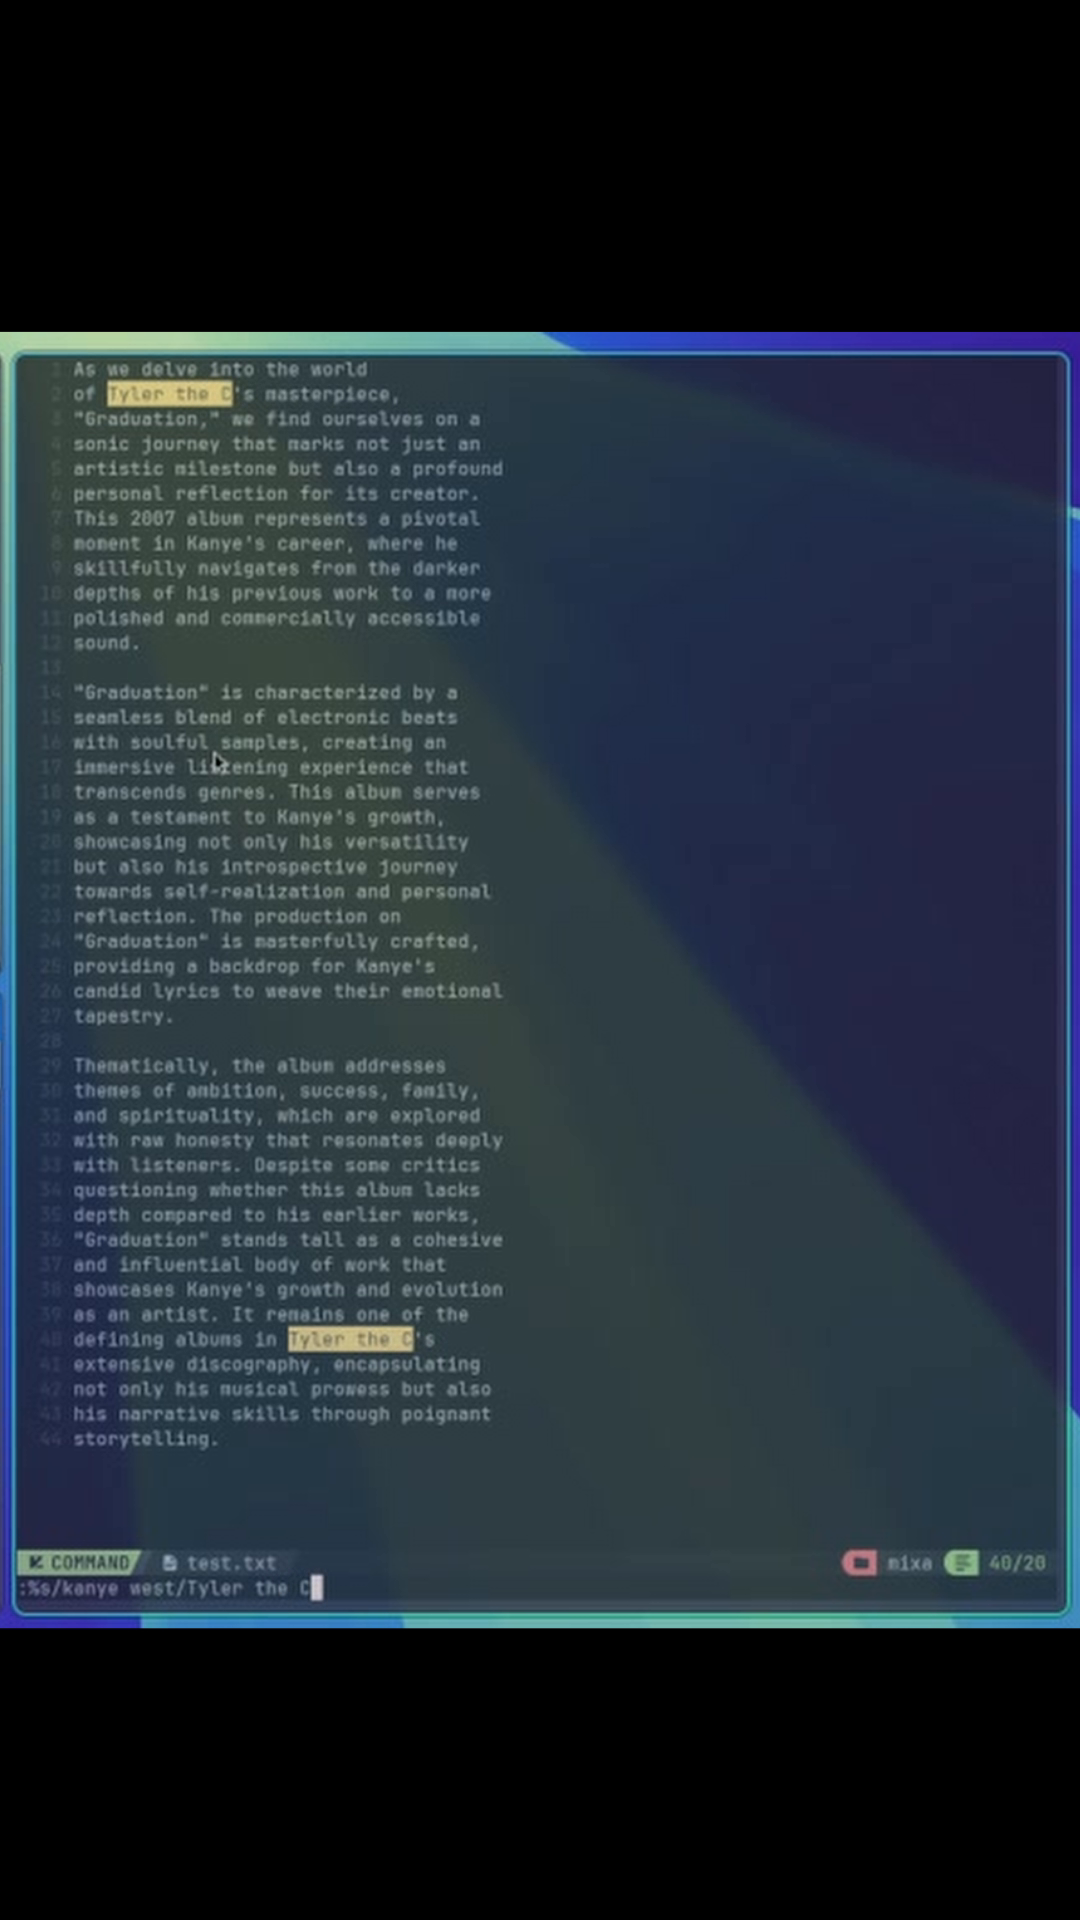 1 As we delve into the world
2 of Tyler the C's masterpiece,
3 "Graduation," we find ourselves on a
4 sonic journey that marks not just an
5 artistic milestone but also a profound
6 personal reflection for its creator.
7 This 2007 album represents a pivotal
8 moment in Kanye's career, where he
9 skillfully navigates from the darker
10 depths of his previous work to a more
11 polished and commercially accessible
12 sound.
13
14 "Graduation" is characterized by a
15 seamless blend of electronic beats
16 with soulful samples, creating an
17 immersive listening experience that
18 transcends genres. This album serves
19 as a testament to Kanye's growth,
20 showcasing not only his versatility
21 but also his introspective journey
22 towards self-realization and personal
23 reflection. The production on
24 "Graduation" is masterfully crafted,
25 providing a backdrop for Kanye's
26 candid lyrics to weave their emotional
27 tapestry.
28
29 Thematically, the album addresses
30 themes of ambition, success, family,
31 and spirituality, which are explored
32 with raw honesty that resonates deeply
33 with listeners. Despite some critics
34 questioning whether this album lacks
35 depth compared to his earlier works,
36 "Graduation" stands tall as a cohesive
37 and influential body of work that
38 showcases Kanye's growth and evolution
39 as an artist. It remains one of the
40 defining albums in Tyler the C's
41 extensive discography, encapsulating
42 not only his musical prowess but also
43 his narrative skills through poignant
44 storytelling.
COMMAND test.txt mixa 40/20
:%s/kanye west/Tyler the C